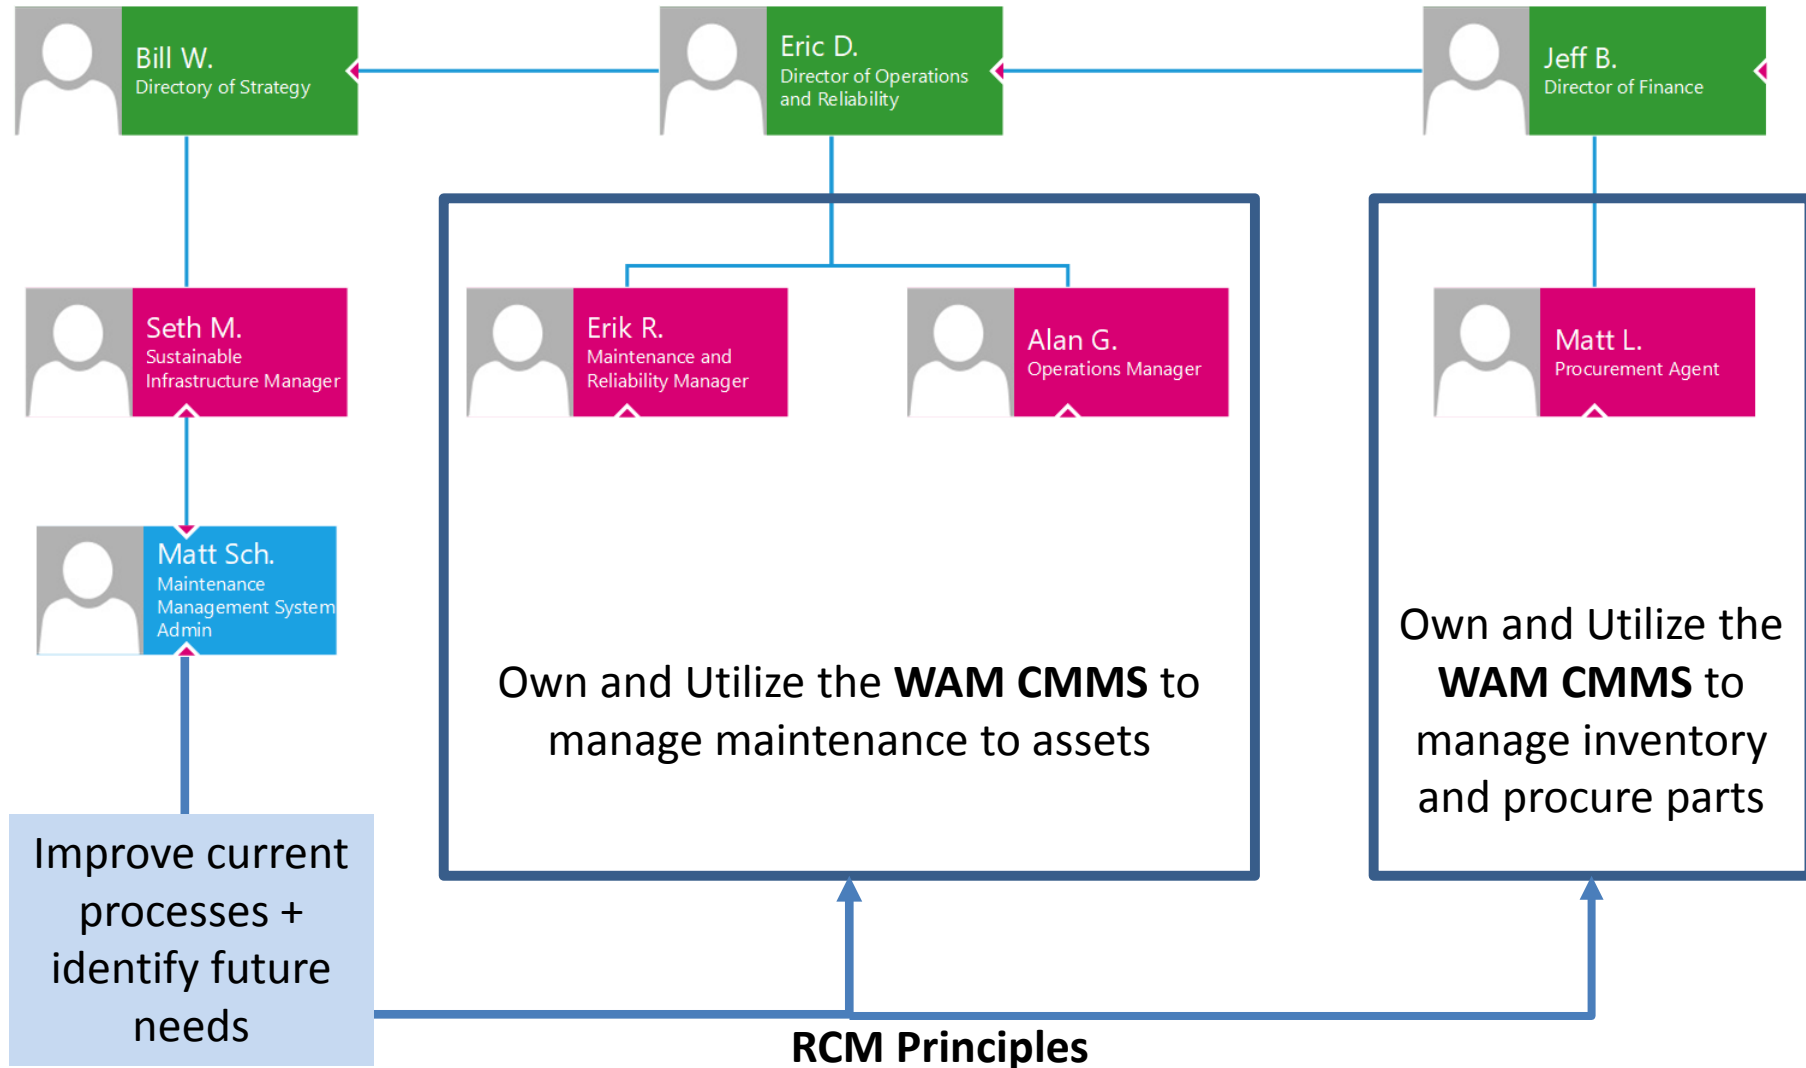 Bill W.
Directory of Strategy
Eric D.
Director of Operations
and Reliability
Jeff B.
Director of Finance
Seth M.
Sustainable
Infrastructure Manager
Erik R.
Maintenance and
Reliability Manager
Alan G.
Operations Manager
Matt L.
Procurement Agent
Matt Sch.
Maintenance
Management System
Admin
Own and Utilize the WAM CMMS to
manage maintenance to assets
Own and Utilize the
WAM CMMS to
manage inventory
and procure parts
Improve current
processes +
identify future
needs
RCM Principles